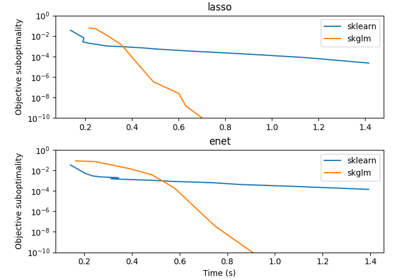 lasso
Objective suboptimality
10^0
10^-2
10^-4
10^-6
10^-8
10^-10
0.2 0.4 0.6 0.8 1.0 1.2 1.4
sklearn
skglm
enet
Objective suboptimality
10^0
10^-2
10^-4
10^-6
10^-8
10^-10
0.2 0.4 0.6 0.8 1.0 1.2 1.4
sklearn
skglm
Time (s)